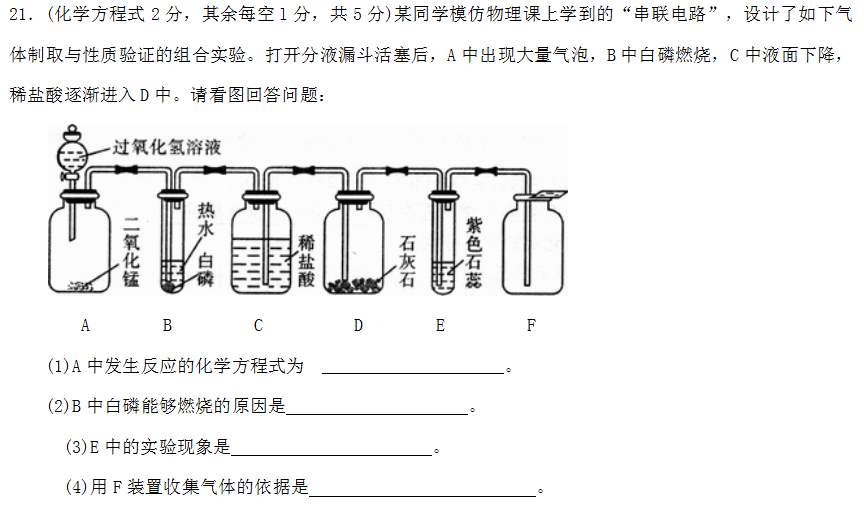 21. (化学方程式 2 分，其余每空 1 分，共 5 分)某同学模仿物理课上学到的“串联电路”，设计了如下气
体制取与性质验证的组合实验。打开分液漏斗活塞后，A 中出现大量气泡，B 中白磷燃烧，C 中液面下降，
稀盐酸逐渐进入 D 中。请看图回答问题：
过氧化氢溶液
二氧化锰
热水
白磷
稀盐酸
石灰石
紫色石蕊
A B C D E F
(1)A 中发生反应的化学方程式为 。
(2)B 中白磷能够燃烧的原因是 。
(3)E 中的实验现象是 。
(4)用 F 装置收集气体的依据是 。